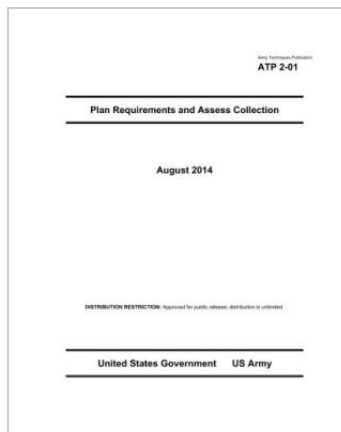 Army Techniques Publication
ATP 2-01
Plan Requirements and Assess Collection
August 2014
DISTRIBUTION RESTRICTION: Approved for public release; distribution is unlimited.
United States Government US Army